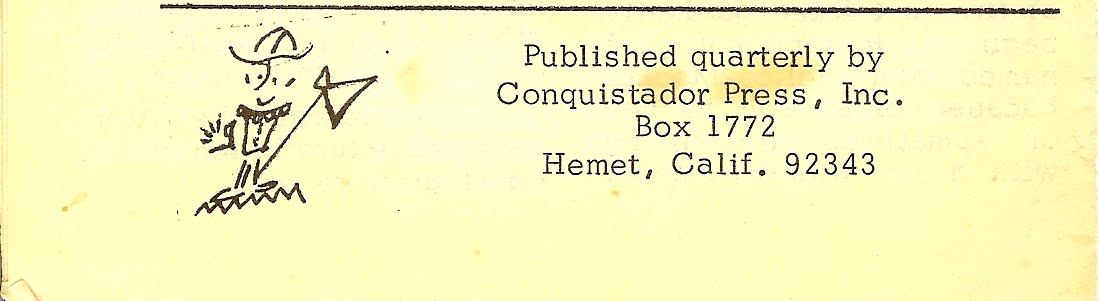 Published quarterly by
Conquistador Press, Inc.
Box 1772
Hemet, Calif. 92343